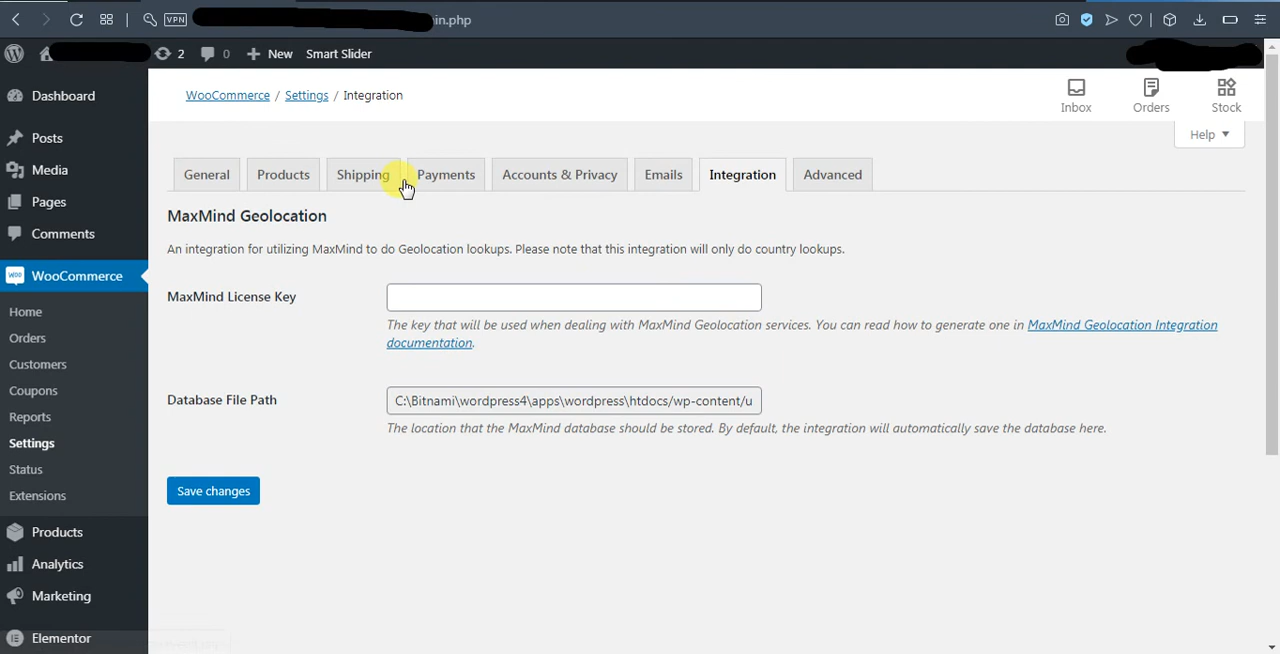 VPN
in.php
2
0
New
Smart Slider
Dashboard
Posts
Media
Pages
Comments
WooCommerce
Home
Orders
Customers
Coupons
Reports
Settings
Status
Extensions
Products
Analytics
Marketing
Elementor
WooCommerce / Settings / Integration
Inbox
Orders
Stock
Help
General
Products
Shipping
Payments
Accounts & Privacy
Emails
Integration
Advanced
MaxMind Geolocation
An integration for utilizing MaxMind to do Geolocation lookups. Please note that this integration will only do country lookups.
MaxMind License Key
The key that will be used when dealing with MaxMind Geolocation services. You can read how to generate one in MaxMind Geolocation Integration
documentation.
Database File Path
C:\Bitnami\wordpress4\apps\wordpress\htdocs/wp-content/u
The location that the MaxMind database should be stored. By default, the integration will automatically save the database here.
Save changes